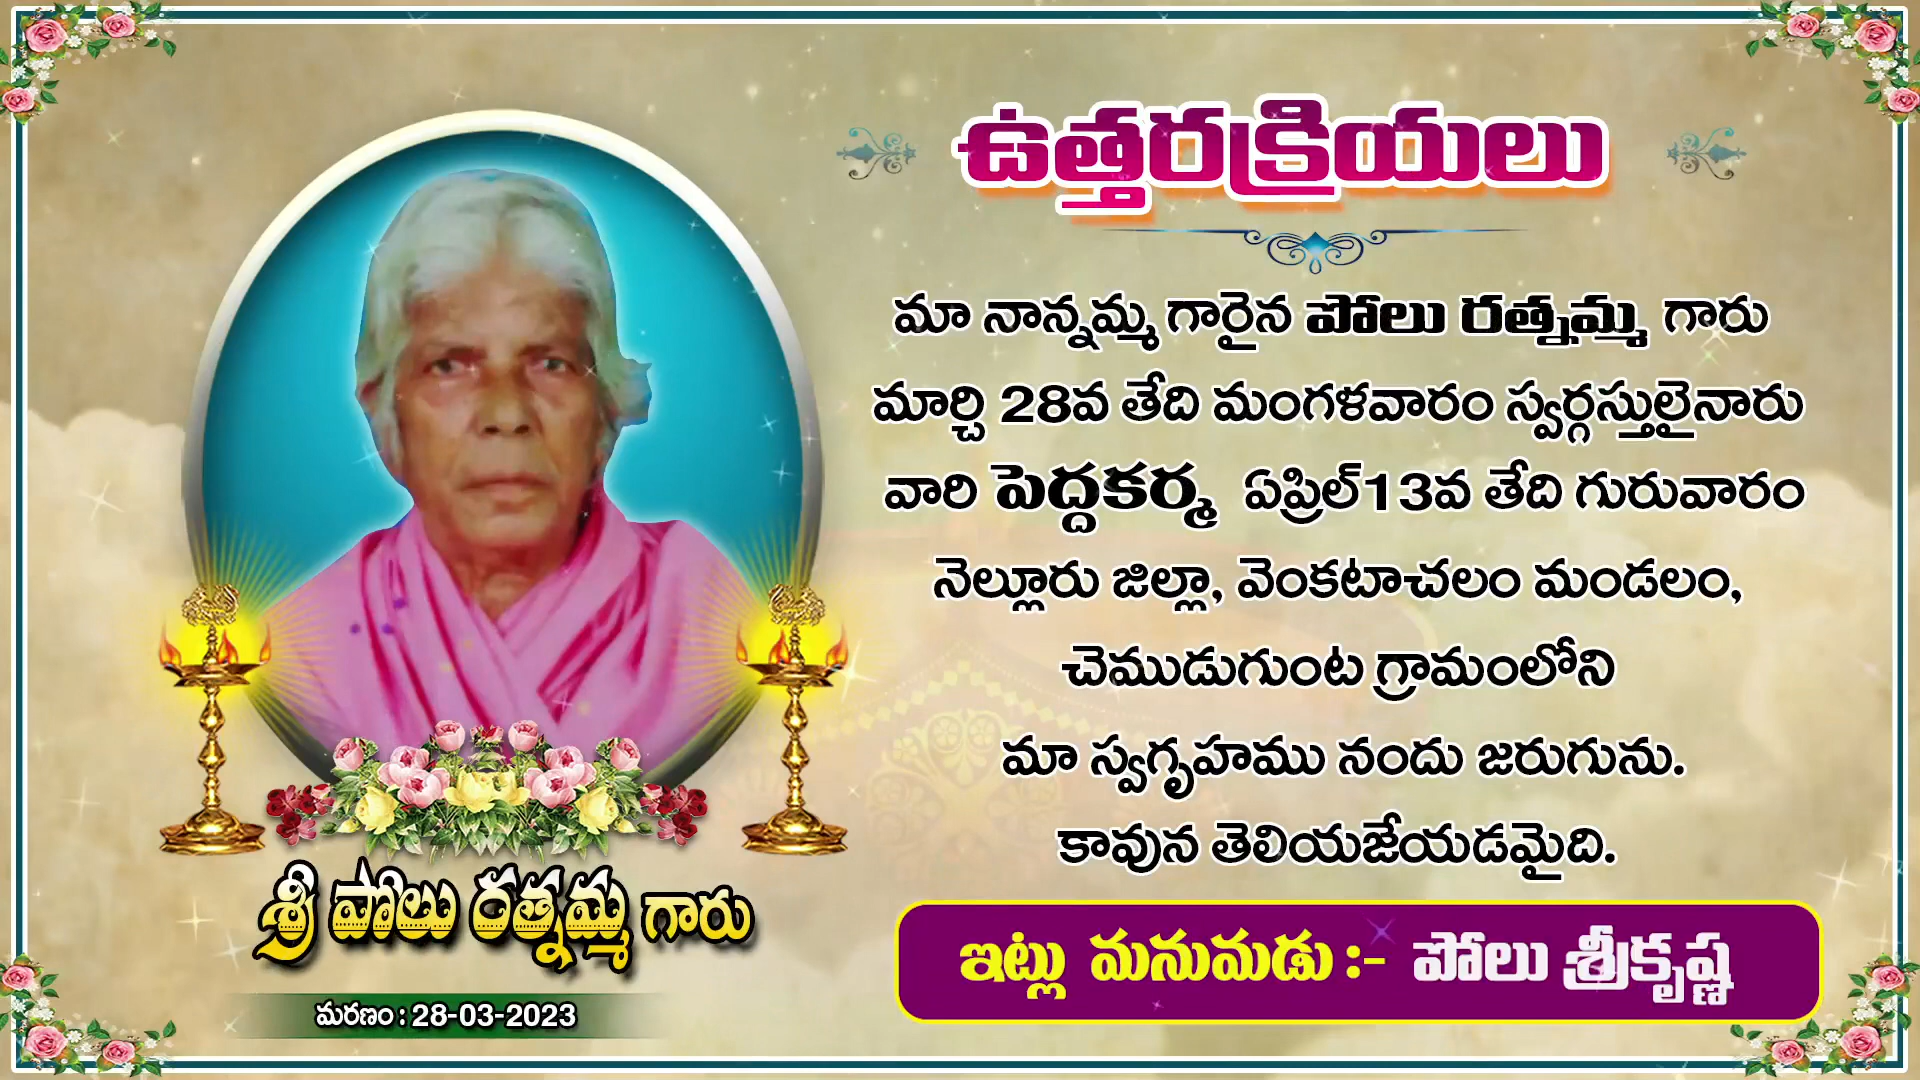 ఉత్తరక్రియలు
మా నాన్నమ్మ గారైన పోలు రత్నమ్మ గారు
మార్చి 28వ తేది మంగళవారం స్వర్గస్తులైనారు
వారి పెద్దకర్మ ఏప్రిల్13వ తేది గురువారం
నెల్లూరు జిల్లా, వెంకటాచలం మండలం,
చెముడుగుంట గ్రామంలోని
మా స్వగృహము నందు జరుగును.
కావున తెలియజేయడమైది.
ఇట్లు మనుమడు :- పోలు శ్రీకృష్ణ
శ్రీ పోలు రత్నమ్మ గారు
మరణం : 28-03-2023